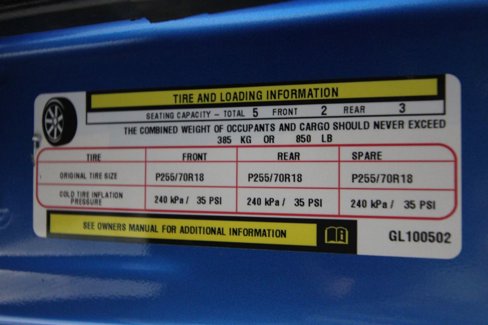 TIRE AND LOADING INFORMATION
SEATING CAPACITY - TOTAL 5 FRONT 2 REAR 3
THE COMBINED WEIGHT OF OCCUPANTS AND CARGO SHOULD NEVER EXCEED
385 KG OR 850 LB
TIRE FRONT REAR SPARE
ORIGINAL TIRE SIZE P255/70R18 P255/70R18 P255/70R18
COLD TIRE INFLATION PRESSURE 240 kPa / 35 PSI 240 kPa / 35 PSI 240 kPa / 35 PSI
SEE OWNERS MANUAL FOR ADDITIONAL INFORMATION
GL100502